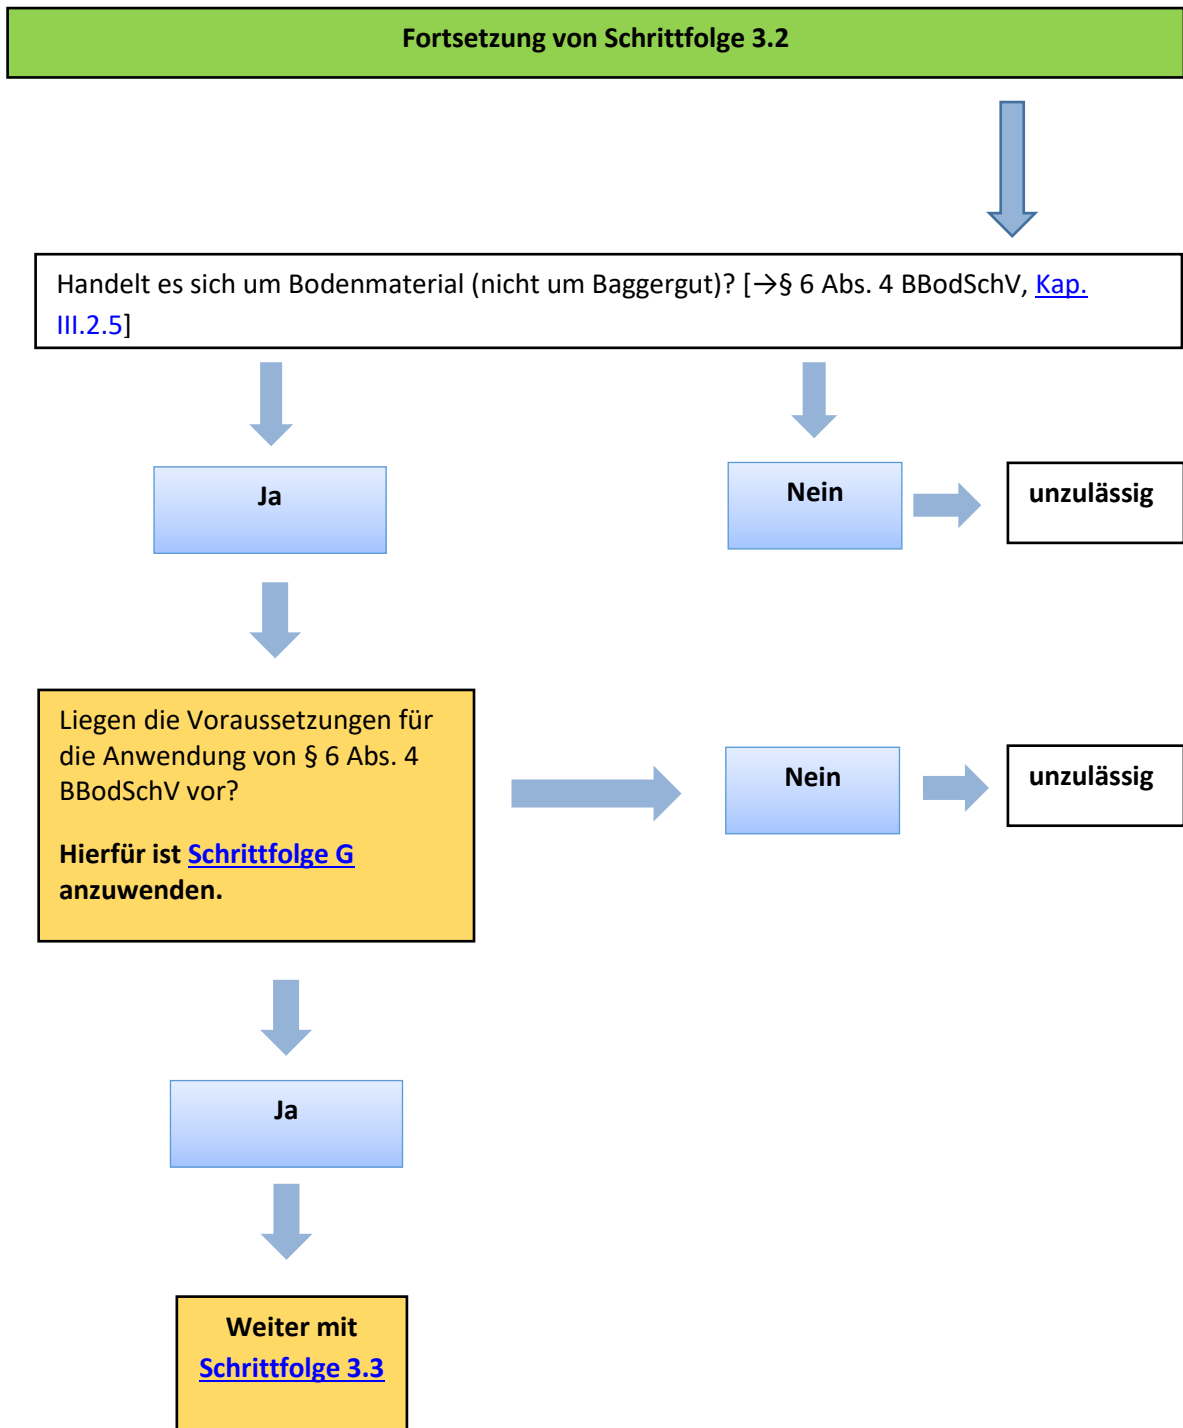 Fortsetzung von Schrittfolge 3.2
Handelt es sich um Bodenmaterial (nicht um Baggergut)? [→§ 6 Abs. 4 BBodSchV, Kap.
III.2.5]
Ja
Nein
unzulässig
Liegen die Voraussetzungen für
die Anwendung von § 6 Abs. 4
BBodSchV vor?
Hierfür ist Schrittfolge G
anzuwenden.
Nein
unzulässig
Ja
Weiter mit
Schrittfolge 3.3